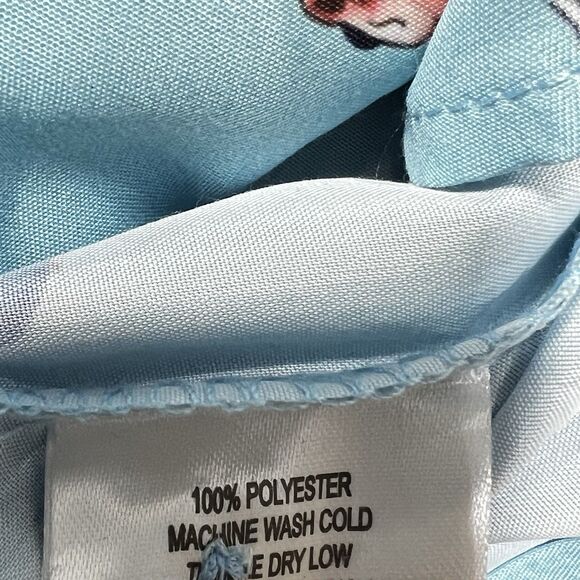 100% POLYESTER
MACHINE WASH COLD
DRY LOW